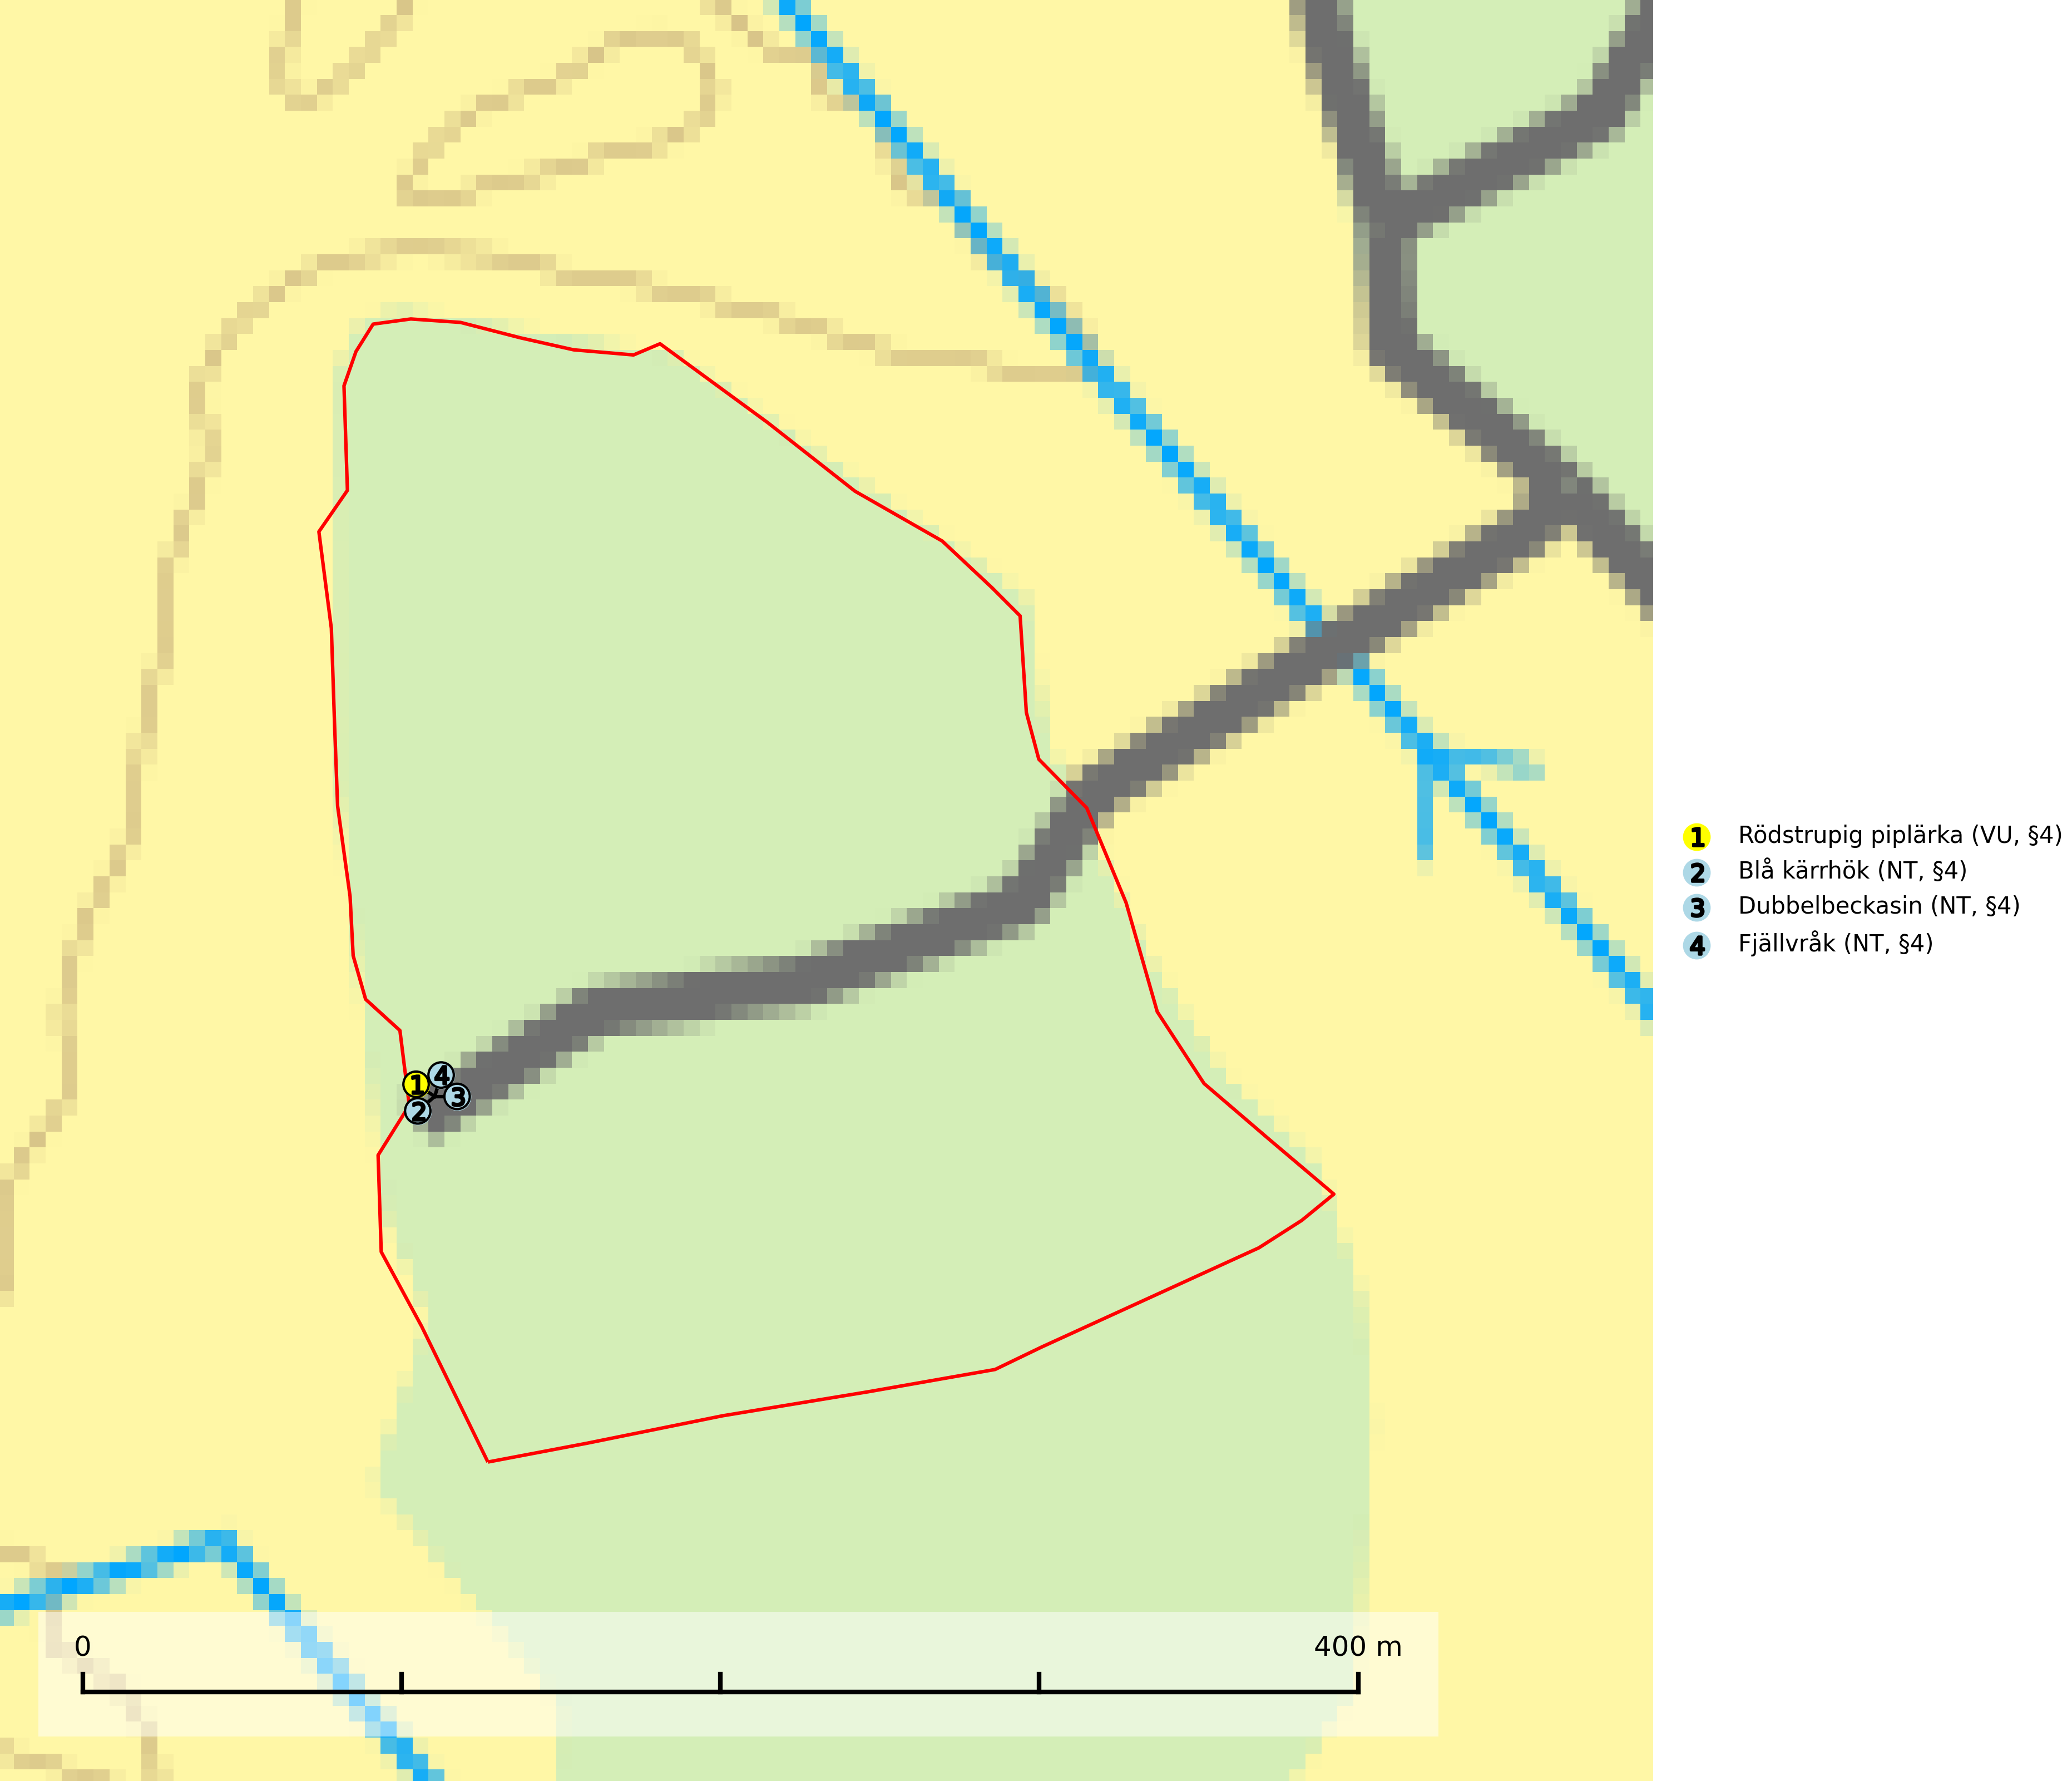 1 Rödstrupig piplärka (VU, §4)
2 Blå kärrhök (NT, §4)
3 Dubbelbeckasin (NT, §4)
4 Fjällvråk (NT, §4)
4
1
3
2
0 400 m